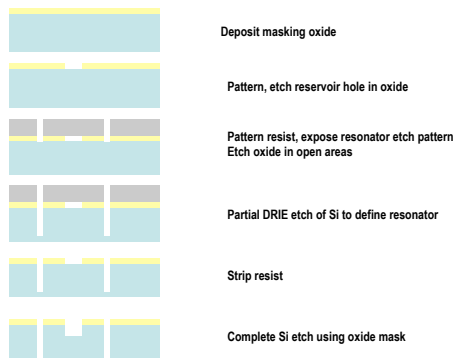 Deposit masking oxide
Pattern, etch reservoir hole in oxide
Pattern resist, expose resonator etch pattern
Etch oxide in open areas
Partial DRIE etch of Si to define resonator
Strip resist
Complete Si etch using oxide mask